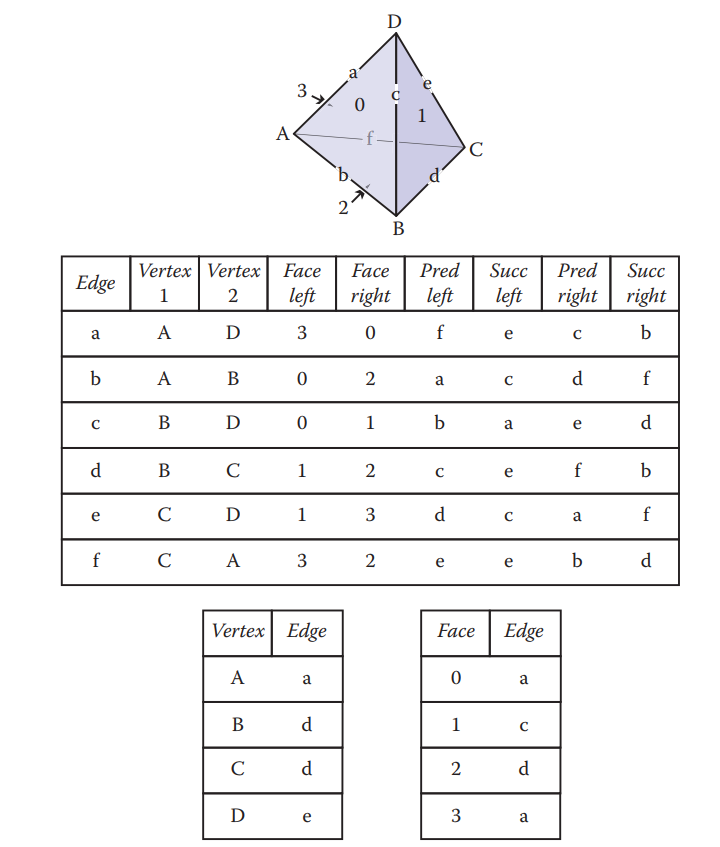 D
a
e
3
c
0
1
A
f
C
b
d
2
B
Edge Vertex 1 Vertex 2 Face left Face right Pred left Succ left Pred right Succ right
a A D 3 0 f e c b
b A B 0 2 a c d f
c B D 0 1 b a e d
d B C 1 2 c e f b
e C D 1 3 d c a f
f C A 3 2 e e b d
Vertex Edge
A a
B d
C d
D e
Face Edge
0 a
1 c
2 d
3 a